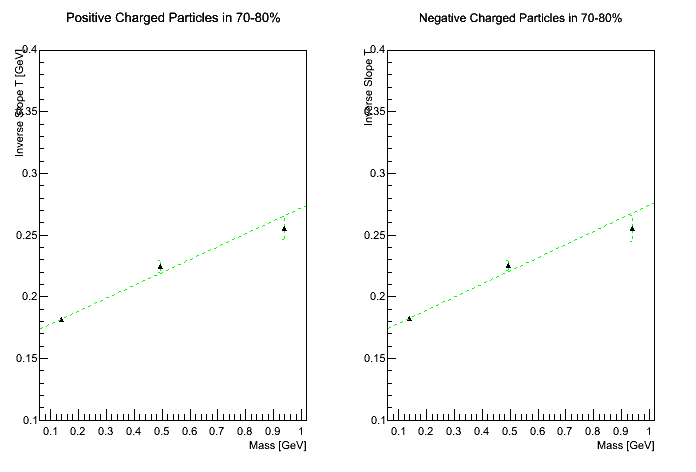 Positive Charged Particles in 70-80%
Inverse Slope T [GeV]
0.4
0.35
0.3
0.25
0.2
0.15
0.1
0.1 0.2 0.3 0.4 0.5 0.6 0.7 0.8 0.9 1
Mass [GeV]
Negative Charged Particles in 70-80%
Inverse Slope T
0.4
0.35
0.3
0.25
0.2
0.15
0.1
0.1 0.2 0.3 0.4 0.5 0.6 0.7 0.8 0.9 1
Mass [GeV]